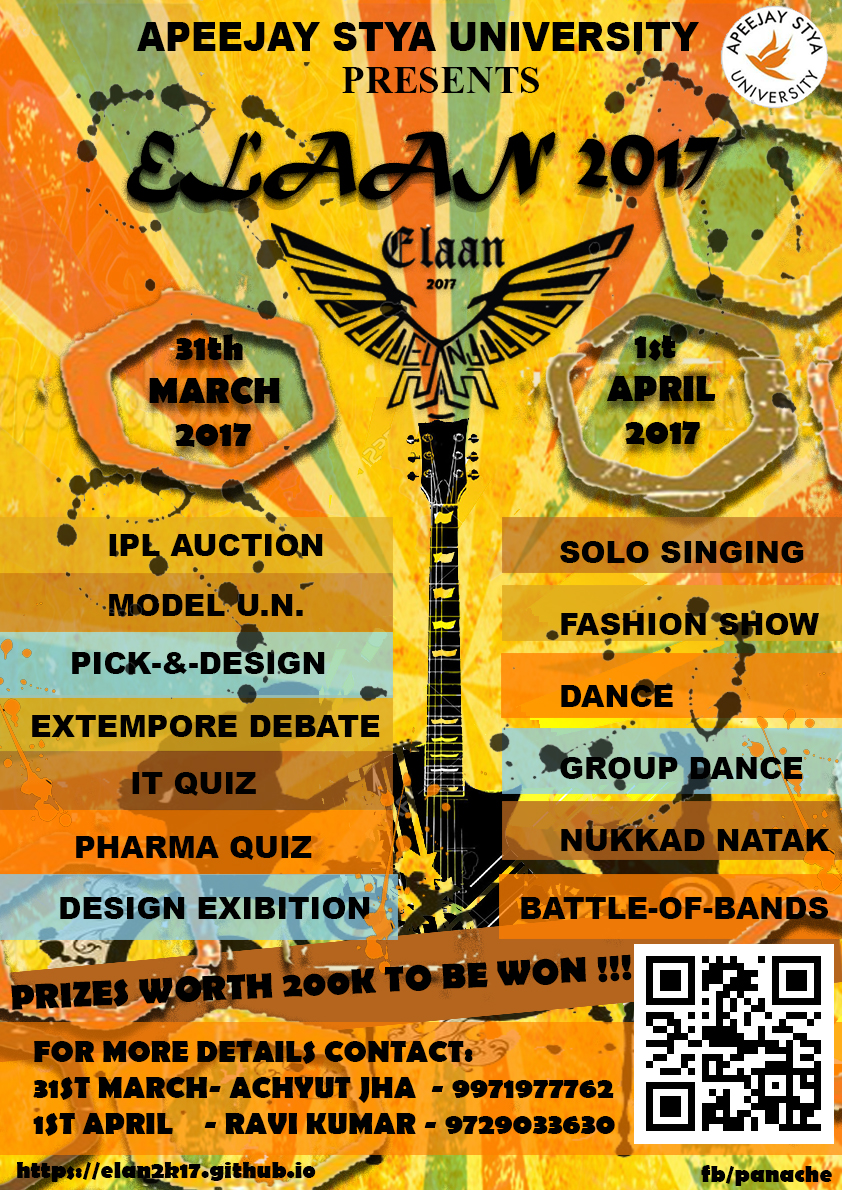 APEEJAY STYA UNIVERSITY
PRESENTS
APEEJAY STYA
UNIVERSITY
ELAAN 2017
Elaan
2017
ELAAN
31th
MARCH
2017
1st
APRIL
2017
IPL AUCTION
MODEL U.N.
PICK-&-DESIGN
EXTEMPORE DEBATE
IT QUIZ
PHARMA QUIZ
DESIGN EXIBITION
SOLO SINGING
FASHION SHOW
DANCE
GROUP DANCE
NUKKAD NATAK
BATTLE-OF-BANDS
PRIZES WORTH 200K TO BE WON !!!
FOR MORE DETAILS CONTACT:
31ST MARCH- ACHYUT JHA - 9971977762
1ST APRIL - RAVI KUMAR - 9729033630
https://elan2k17.github.io
fb/panache